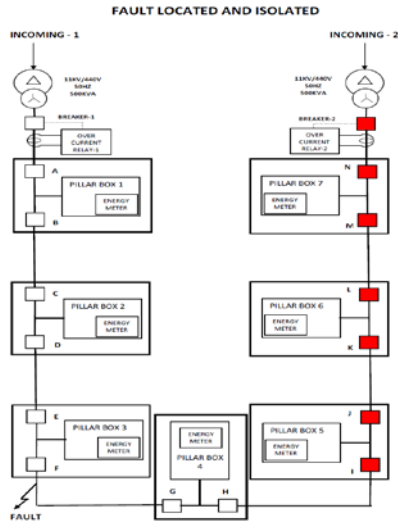 FAULT LOCATED AND ISOLATED
INCOMING - 1
INCOMING - 2
11KV/440V
50HZ
500KVA
11KV/440V
50HZ
500KVA
BREAKER-1
BREAKER-2
OVER
CURRENT
RELAY-1
OVER
CURRENT
RELAY-2
A
PILLAR BOX 1
ENERGY
METER
B
N
PILLAR BOX 7
ENERGY
METER
M
C
PILLAR BOX 2
ENERGY
METER
D
L
PILLAR BOX 6
ENERGY
METER
K
E
PILLAR BOX 3
ENERGY
METER
F
ENERGY
METER
PILLAR BOX
4
J
PILLAR BOX 5
ENERGY
METER
I
G
H
FAULT